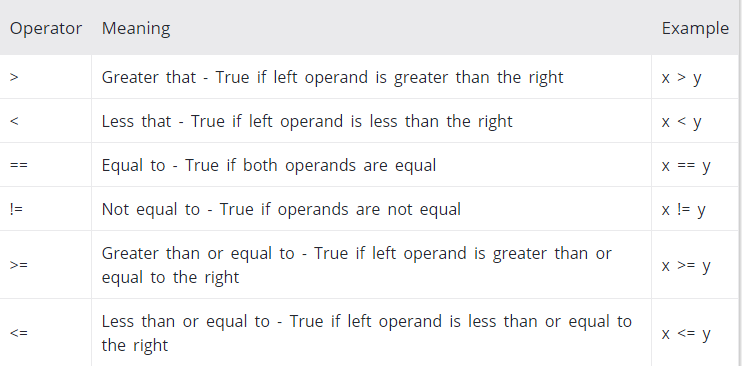 Operator Meaning Example
> Greater that - True if left operand is greater than the right x > y
< Less that - True if left operand is less than the right x < y
== Equal to - True if both operands are equal x == y
!= Not equal to - True if operands are not equal x != y
>= Greater than or equal to - True if left operand is greater than or
equal to the right x >= y
<= Less than or equal to - True if left operand is less than or equal to
the right x <= y